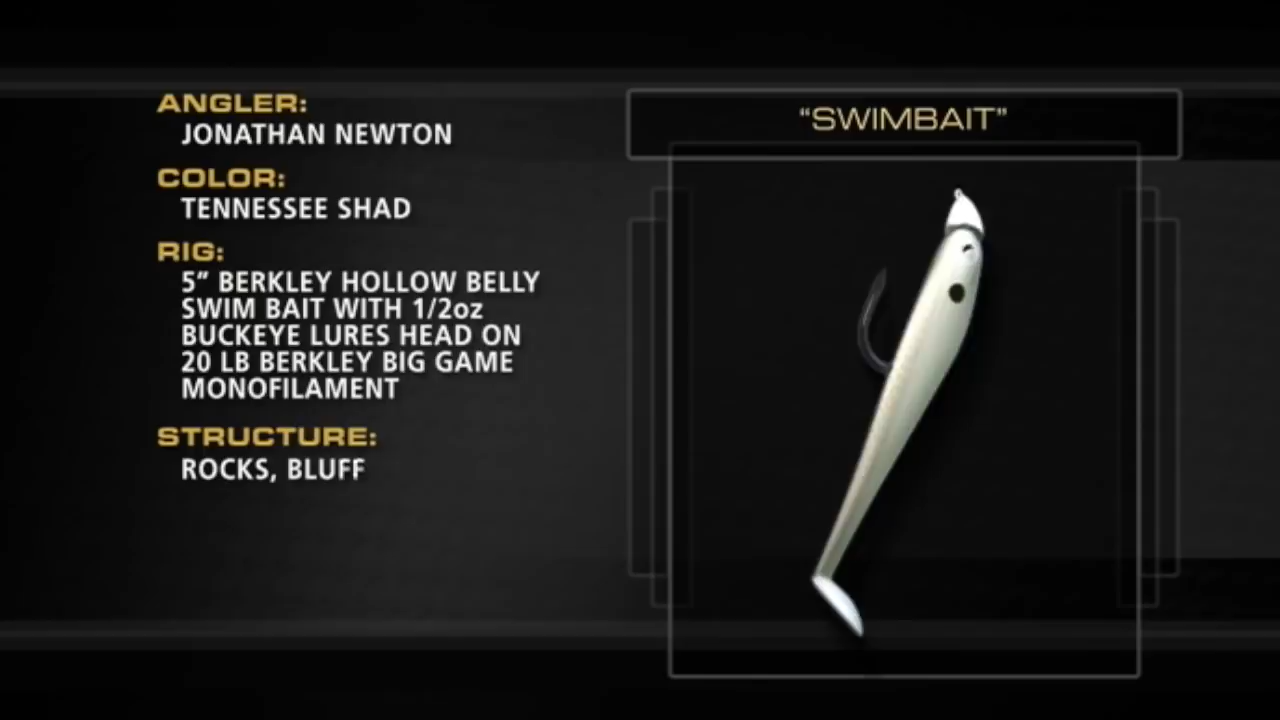 ANGLER:
JONATHAN NEWTON
COLOR:
TENNESSEE SHAD
RIG:
5” BERKLEY HOLLOW BELLY
SWIM BAIT WITH 1/2oz
BUCKEYE LURES HEAD ON
20 LB BERKLEY BIG GAME
MONOFILAMENT
STRUCTURE:
ROCKS, BLUFF
“SWIMBAIT”